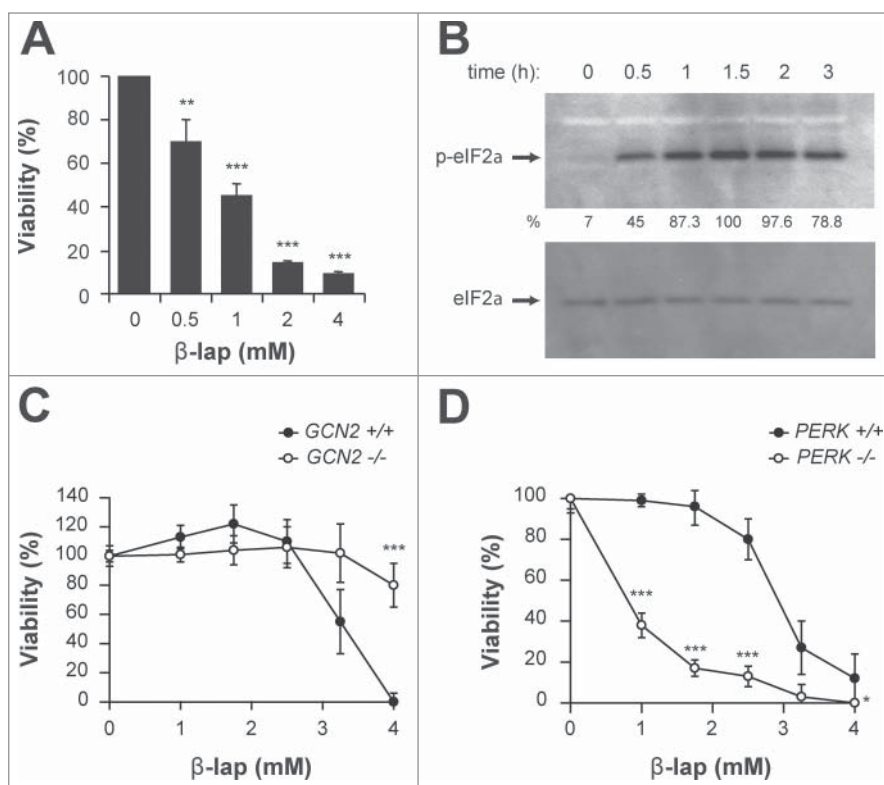 A
Viability (%)
100
80
60
40
20
0
**
***
***
***
0 0.5 1 2 4
β-lap (mM)
B
time (h): 0 0.5 1 1.5 2 3
p-eIF2a
% 7 45 87.3 100 97.6 78.8
eIF2a
C
GCN2 +/+
GCN2 -/-
Viability (%)
140
120
100
80
60
40
20
0
***
0 1 2 3 4
β-lap (mM)
D
PERK +/+
PERK -/-
Viability (%)
100
80
60
40
20
0
***
***
***
*
0 1 2 3 4
β-lap (mM)